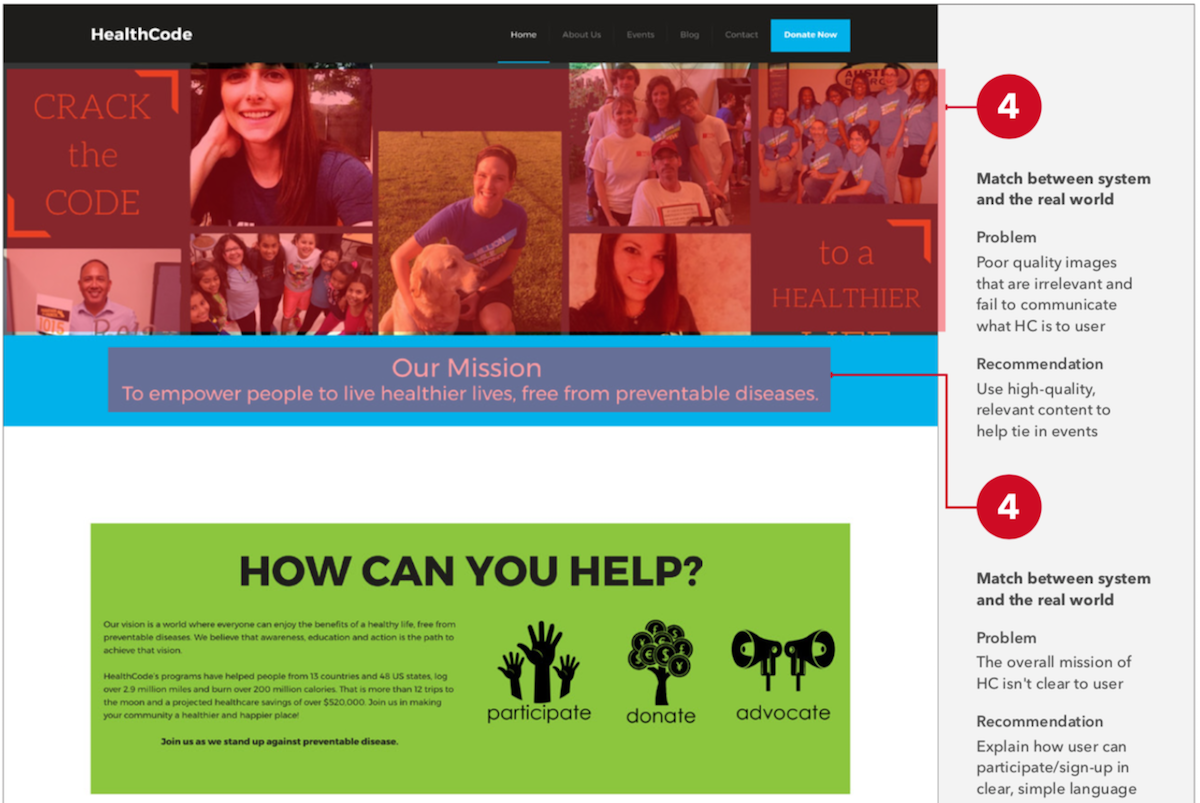 HealthCode
Home About Us Events Blog Contact Donate Now
CRACK
the
CODE
to a
HEALTHIER
LIFE
Our Mission
To empower people to live healthier lives, free from preventable diseases.
HOW CAN YOU HELP?
Our vision is a world where everyone can enjoy the benefits of a healthy life, free from
preventable diseases. We believe that awareness, education and action is the path to
achieve that vision.
HealthCode's programs have helped people from 13 countries and 48 US states, log
over 2.9 million miles and burn over 200 million calories. That is more than 12 trips to
the moon and a projected healthcare savings of over $520,000. Join us in making
your community a healthier and happier place!
Join us as we stand up against preventable disease.
participate
donate
advocate
4
Match between system
and the real world
Problem
Poor quality images
that are irrelevant and
fail to communicate
what HC is to user
Recommendation
Use high-quality,
relevant content to
help tie in events
4
Match between system
and the real world
Problem
The overall mission of
HC isn't clear to user
Recommendation
Explain how user can
participate/sign-up in
clear, simple language